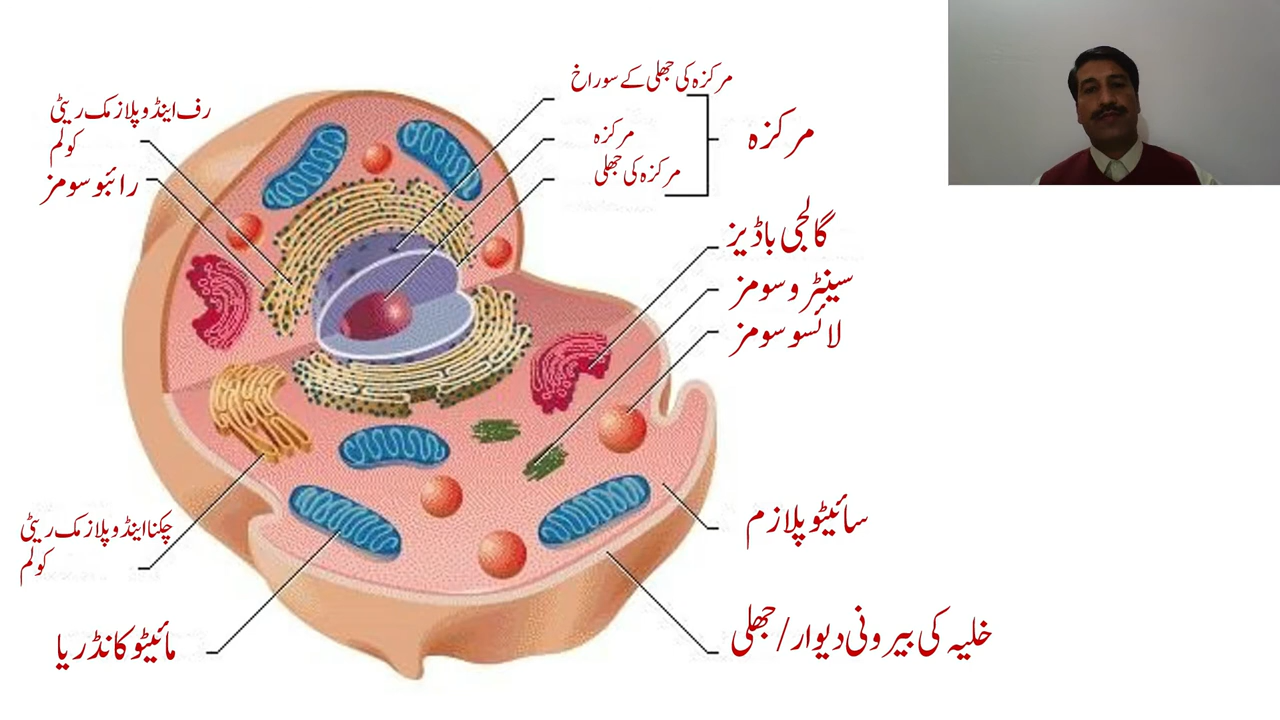 مرکزہ کی جھلی کے سوراخ
مرکزہ
مرکزہ کی جھلی
مرکزہ
رف اینڈوپلازمک ریٹی
کولم
رائبوسومز
گالجی باڈیز
سینٹروسومز
لائسوسومز
سائیٹوپلازم
خلیہ کی بیرونی دیوار/جھلی
چکنا اینڈوپلازمک ریٹی
کولم
مائیٹوکانڈریا